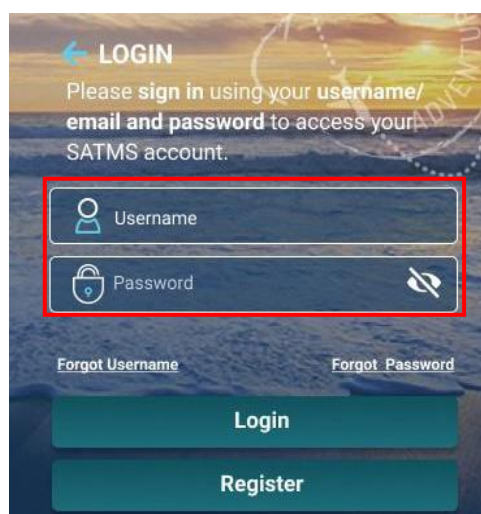 LOGIN
Please sign in using your username/
email and password to access your
SATMS account.
ADVENTUR
Username
Password
Forgot Username
Forgot Password
Login
Register